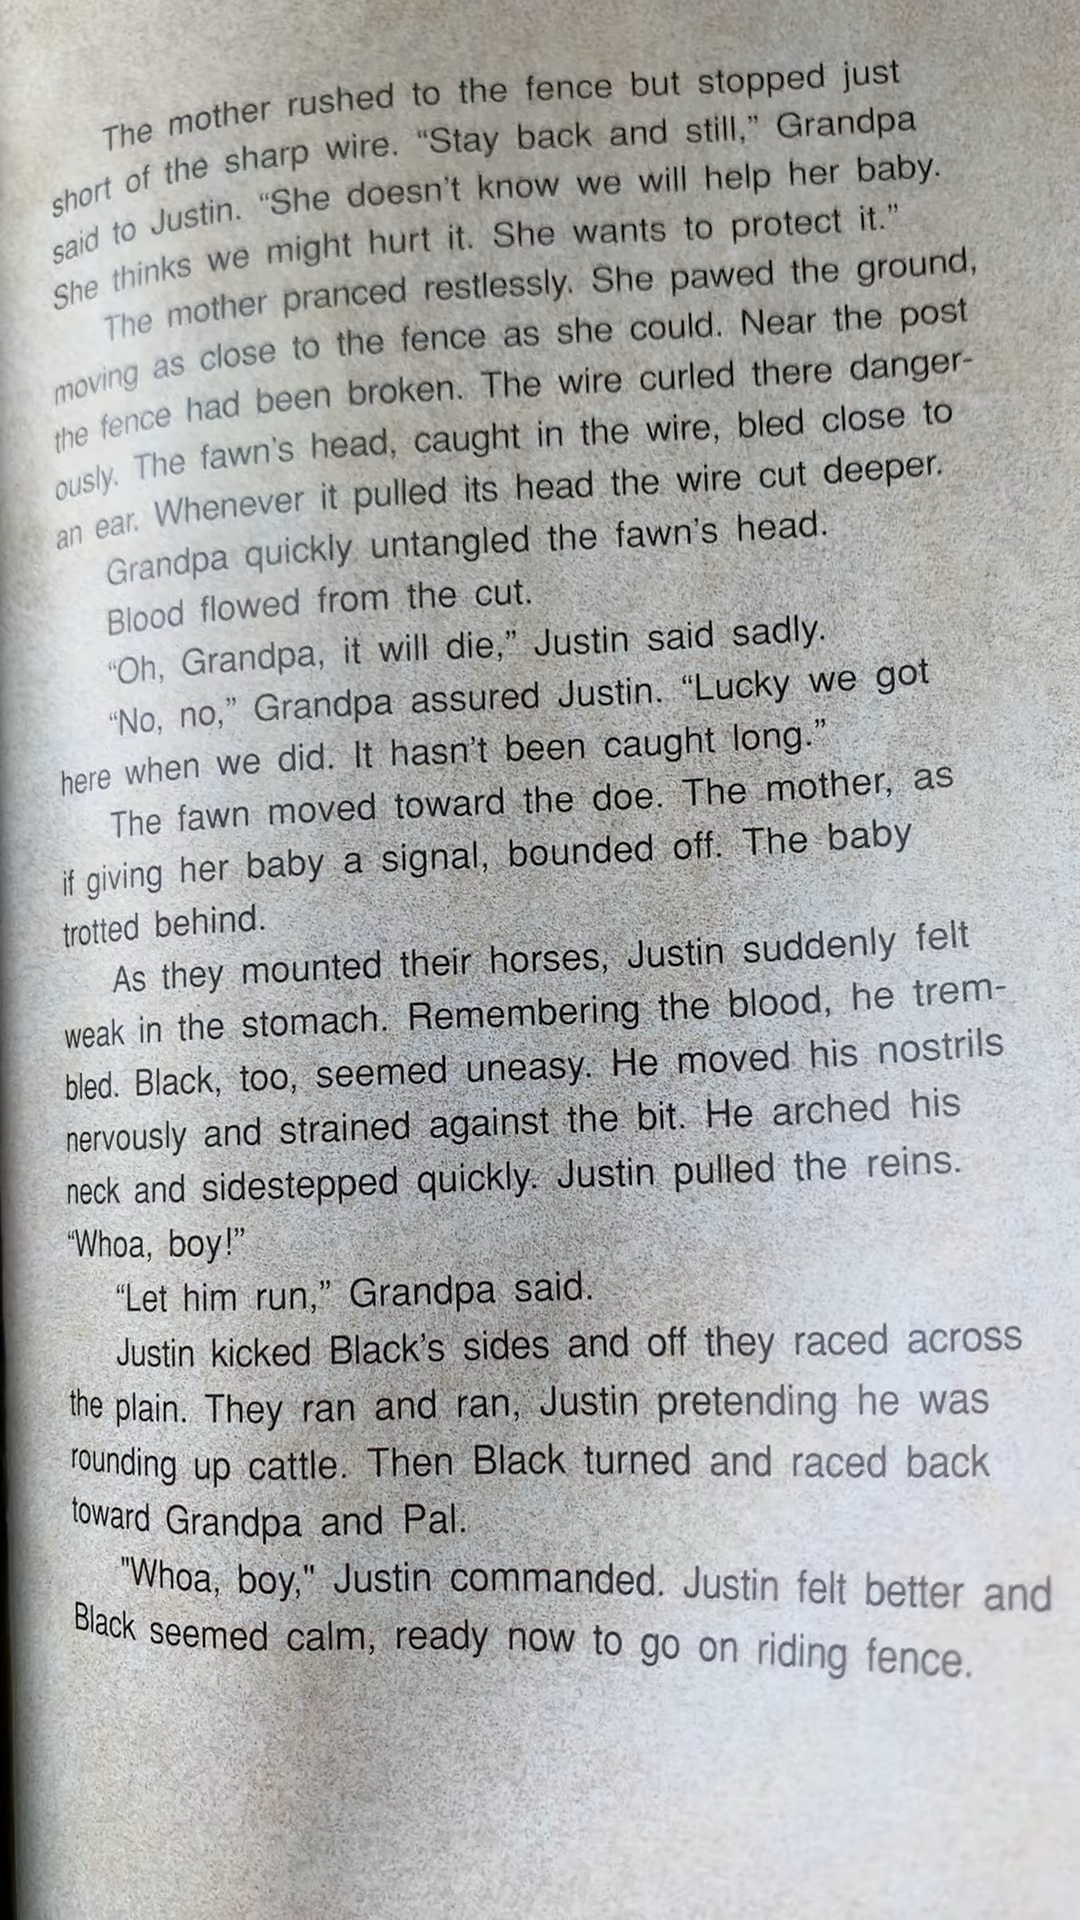 The mother rushed to the fence but stopped just
short of the sharp wire. “Stay back and still,” Grandpa
said to Justin. “She doesn’t know we will help her baby.
She thinks we might hurt it. She wants to protect it.”
The mother pranced restlessly. She pawed the ground,
moving as close to the fence as she could. Near the post
the fence had been broken. The wire curled there danger-
ously. The fawn’s head, caught in the wire, bled close to
an ear. Whenever it pulled its head the wire cut deeper.
Grandpa quickly untangled the fawn’s head.
Blood flowed from the cut.
“Oh, Grandpa, it will die,” Justin said sadly.
“No, no,” Grandpa assured Justin. “Lucky we got
here when we did. It hasn’t been caught long.”
The fawn moved toward the doe. The mother, as
if giving her baby a signal, bounded off. The baby
trotted behind.
As they mounted their horses, Justin suddenly felt
weak in the stomach. Remembering the blood, he trem-
bled. Black, too, seemed uneasy. He moved his nostrils
nervously and strained against the bit. He arched his
neck and sidestepped quickly. Justin pulled the reins.
“Whoa, boy!”
“Let him run,” Grandpa said.
Justin kicked Black’s sides and off they raced across
the plain. They ran and ran, Justin pretending he was
rounding up cattle. Then Black turned and raced back
toward Grandpa and Pal.
"Whoa, boy," Justin commanded. Justin felt better and
Black seemed calm, ready now to go on riding fence.